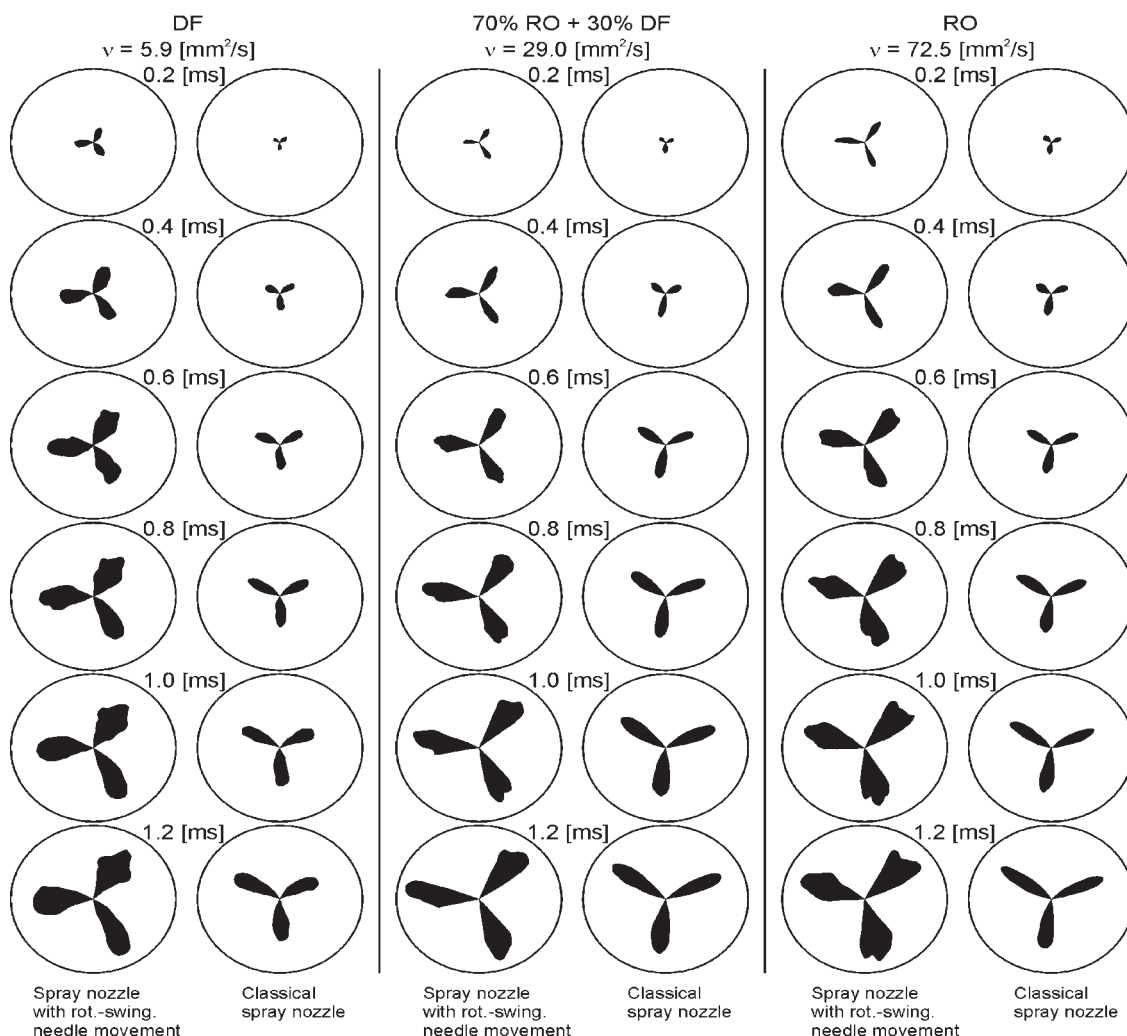 DF
70% RO + 30% DF
RO
ν = 5.9 [mm²/s]
ν = 29.0 [mm²/s]
ν = 72.5 [mm²/s]
0.2 [ms]
0.2 [ms]
0.2 [ms]
0.4 [ms]
0.4 [ms]
0.4 [ms]
0.6 [ms]
0.6 [ms]
0.6 [ms]
0.8 [ms]
0.8 [ms]
0.8 [ms]
1.0 [ms]
1.0 [ms]
1.0 [ms]
1.2 [ms]
1.2 [ms]
1.2 [ms]
Spray nozzle
with rot.-swing.
needle movement
Classical
spray nozzle
Spray nozzle
with rot.-swing.
needle movement
Classical
spray nozzle
Spray nozzle
with rot.-swing.
needle movement
Classical
spray nozzle